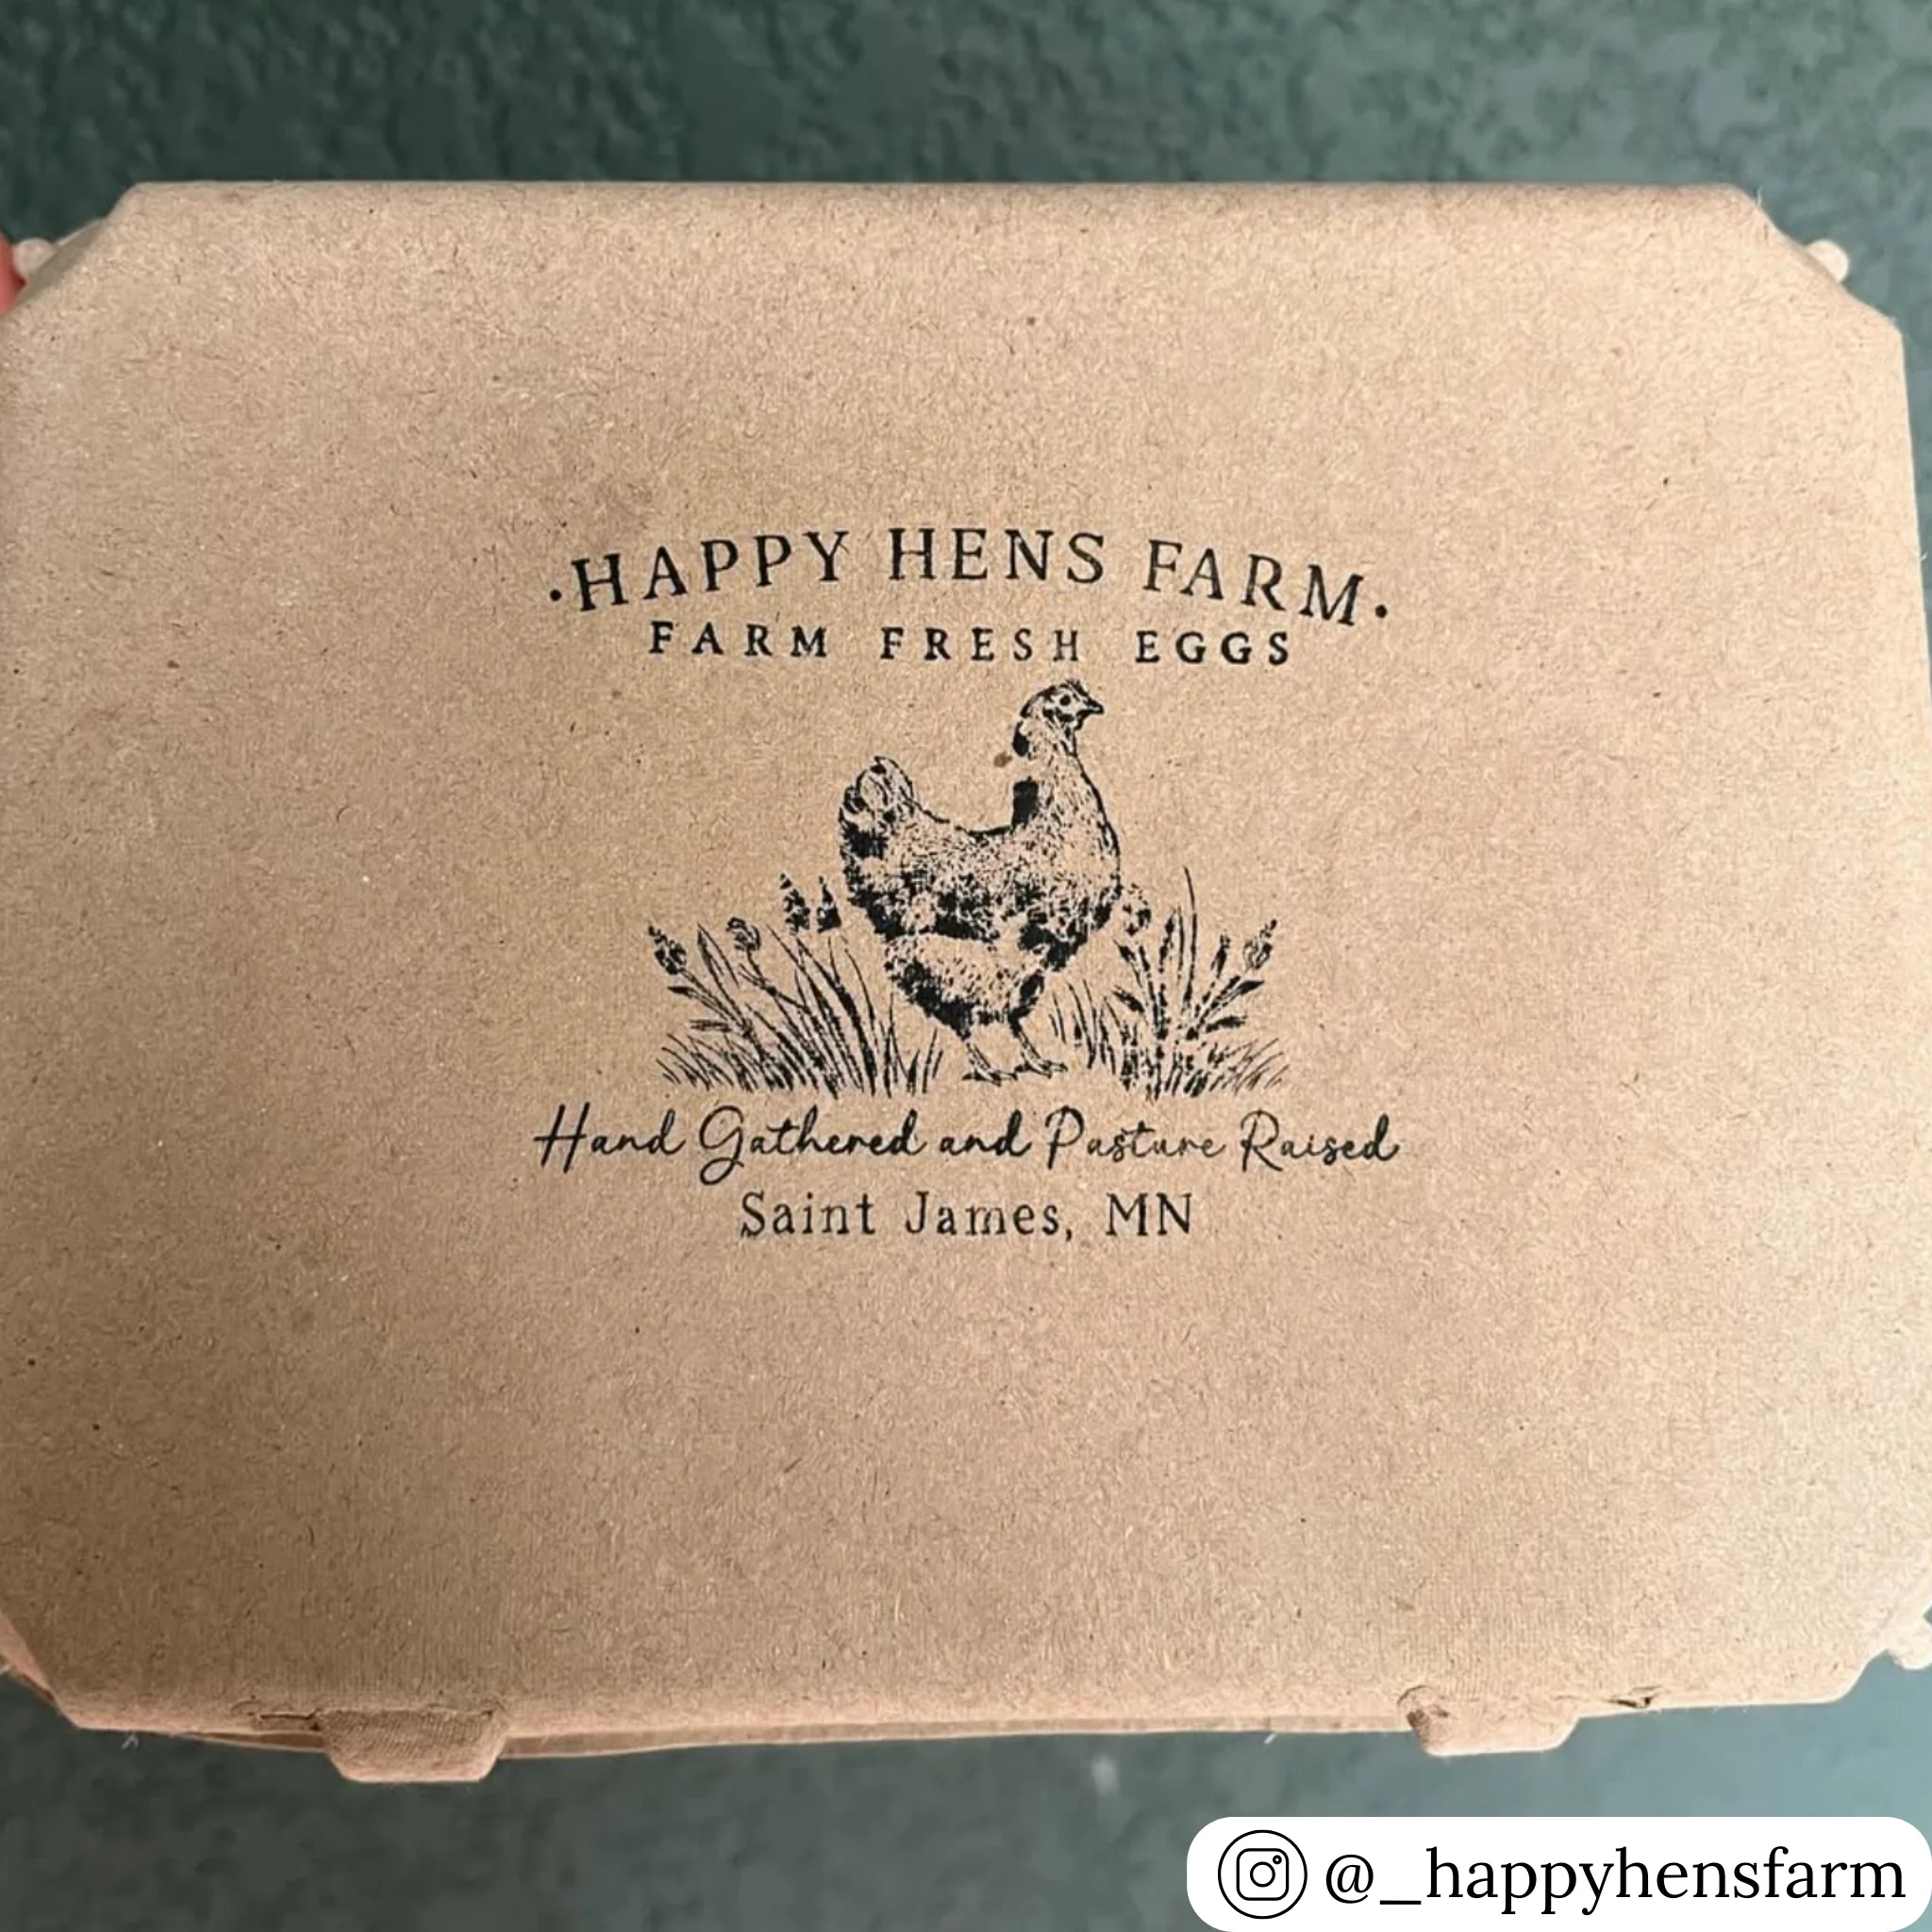 ·HAPPY HENS FARM·
FARM FRESH EGGS
Hand Gathered and Pasture Raised
Saint James, MN
@_happyhensfarm